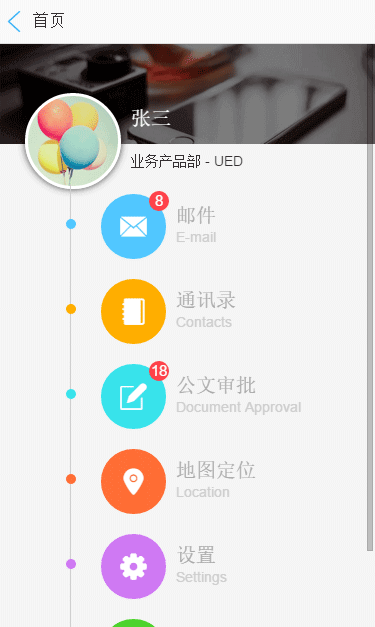 首页
张三
业务产品部 - UED
8
邮件
E-mail
通讯录
Contacts
18
公文审批
Document Approval
地图定位
Location
设置
Settings